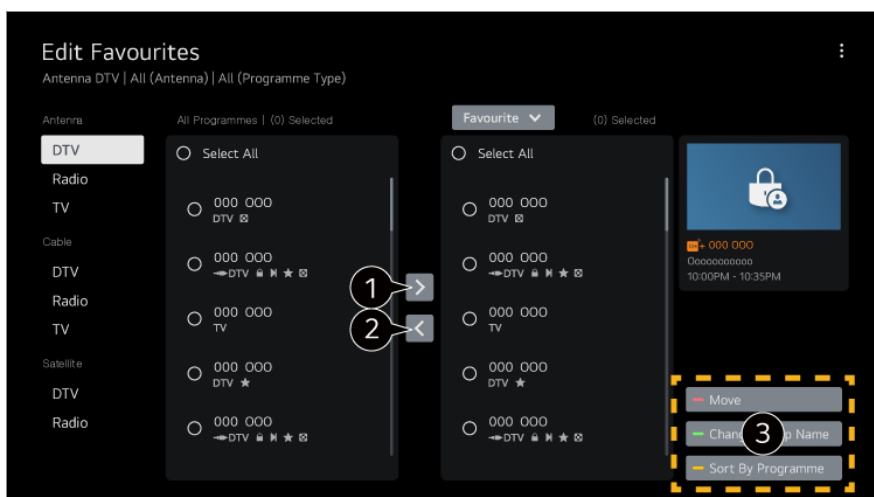 Edit Favourites
Antenna DTV | All (Antenna) | All (Programme Type)
Antenna
DTV
Radio
TV
Cable
DTV
Radio
TV
Satellite
DTV
Radio
All Programmes | (0) Selected
Select All
000 000
DTV
000 000
DTV
000 000
TV
000 000
DTV
000 000
DTV
1
2
Favourite
(0) Selected
Select All
000 000
DTV
000 000
DTV
000 000
TV
000 000
DTV
000 000
DTV
000 000
Oooooooooo
10:00PM - 10:35PM
Move
3
Name
Sort By Programme